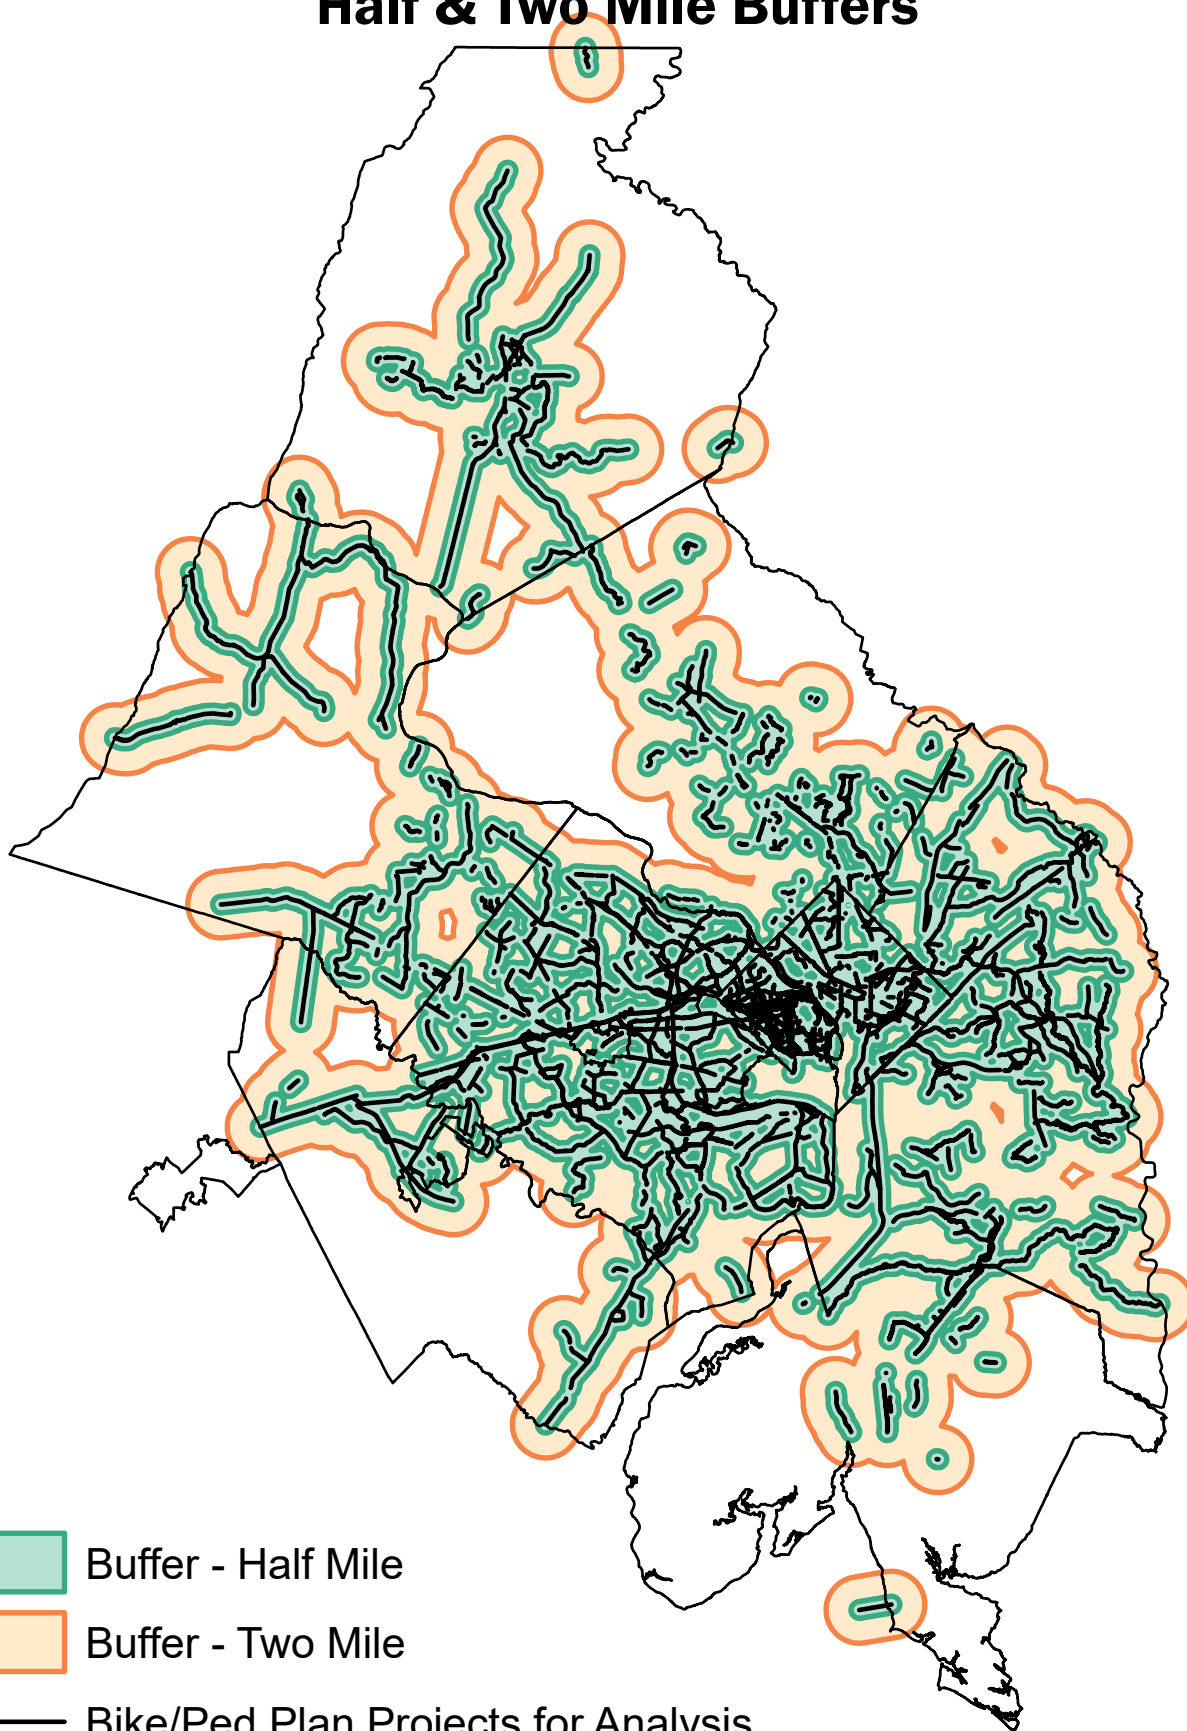 Half & Two Mile Buffers
Buffer - Half Mile
Buffer - Two Mile
Bike/Ped Plan Projects for Analysis